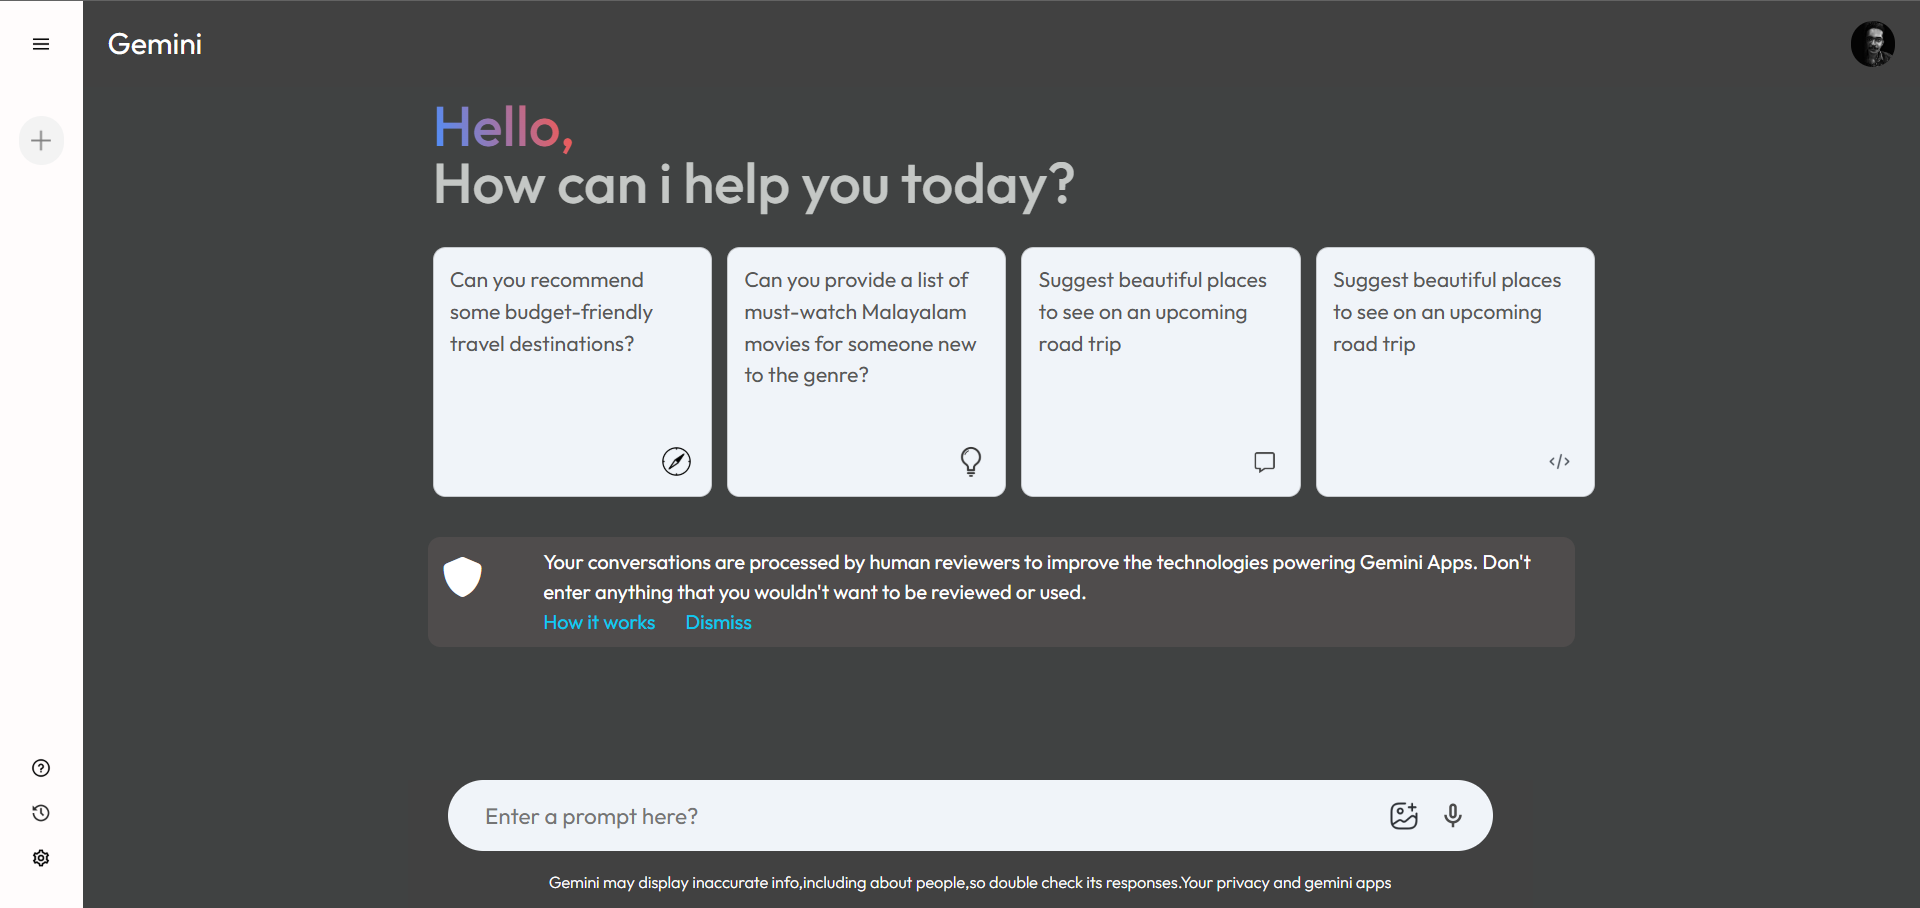 Gemini
Hello,
How can i help you today?
Can you recommend
some budget-friendly
travel destinations?
Can you provide a list of
must-watch Malayalam
movies for someone new
to the genre?
Suggest beautiful places
to see on an upcoming
road trip
Suggest beautiful places
to see on an upcoming
road trip
Your conversations are processed by human reviewers to improve the technologies powering Gemini Apps. Don't
enter anything that you wouldn't want to be reviewed or used.
How it works Dismiss
Enter a prompt here?
Gemini may display inaccurate info,including about people,so double check its responses.Your privacy and gemini apps